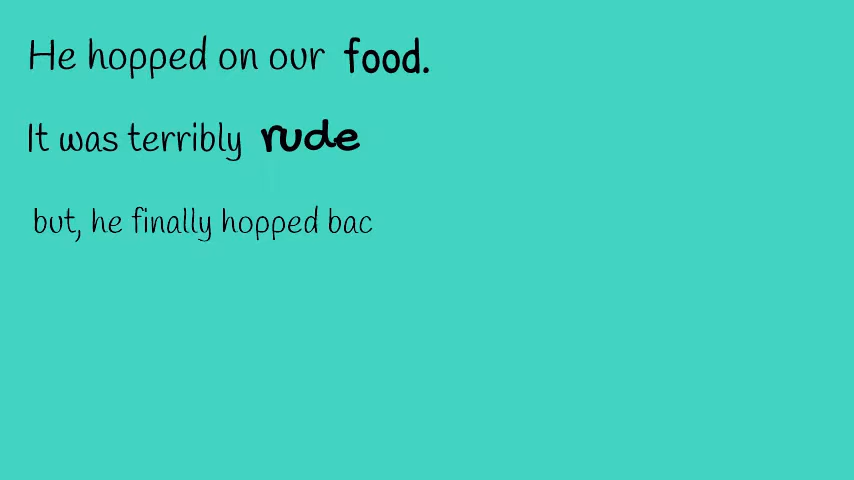 He hopped on our food.
It was terribly rude
but, he finally hopped bac